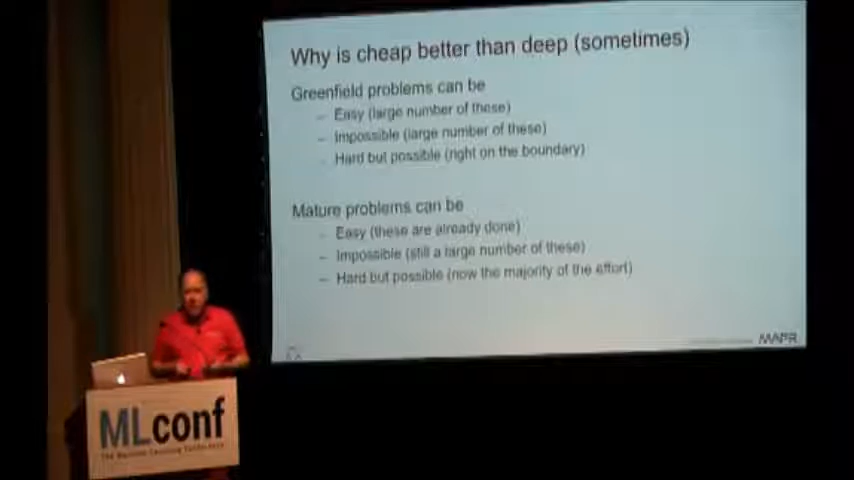 Why is cheap better than deep (sometimes)
Greenfield problems can be
– Easy (large number of these)
– Impossible (large number of these)
– Hard but possible (right on the boundary)
Mature problems can be
– Easy (these are already done)
– Impossible (still a large number of these)
– Hard but possible (now the majority of the effort)
MAPR
MLconf
The Machine Learning Conference